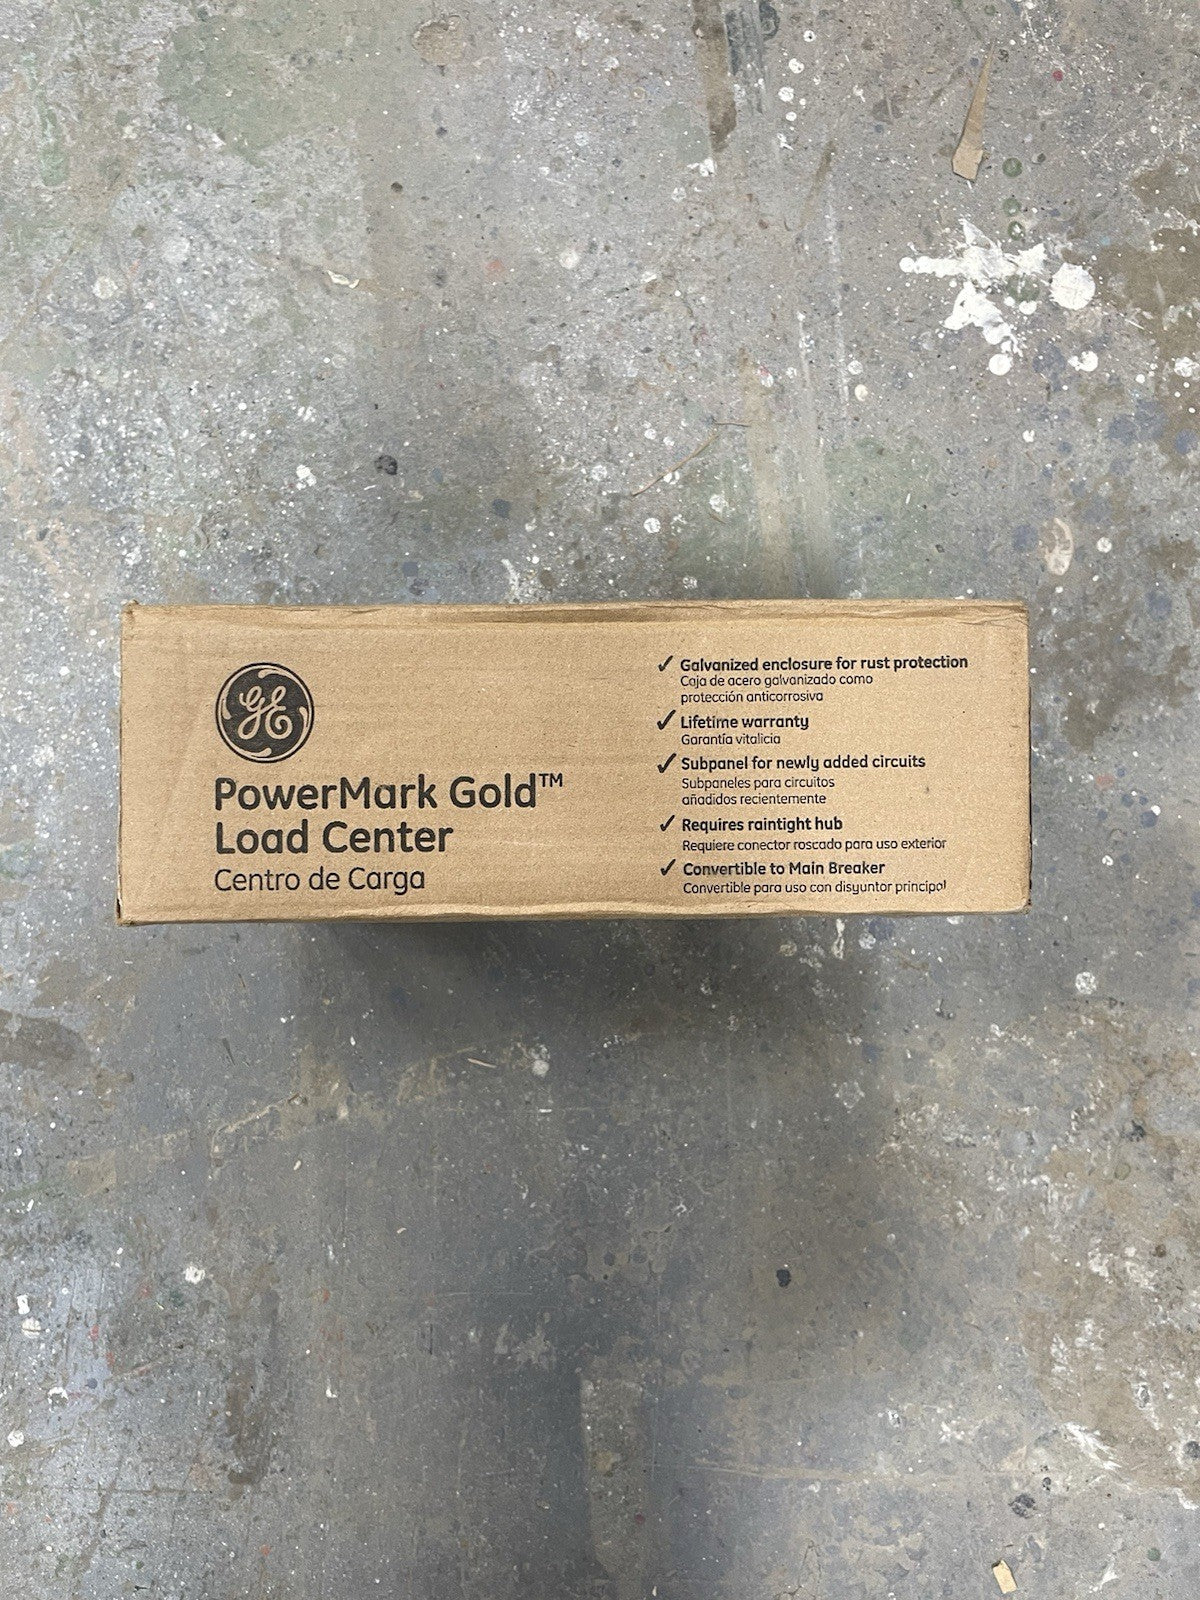 GE
PowerMark Gold™
Load Center
Centro de Carga
✓ Galvanized enclosure for rust protection
Caja de acero galvanizado como
protección anticorrosiva
✓ Lifetime warranty
Garantía vitalicia
✓ Subpanel for newly added circuits
Subpaneles para circuitos
añadidos recientemente
✓ Requires raintight hub
Requiere conector roscado para uso exterior
✓ Convertible to Main Breaker
Convertible para uso con disyuntor principal